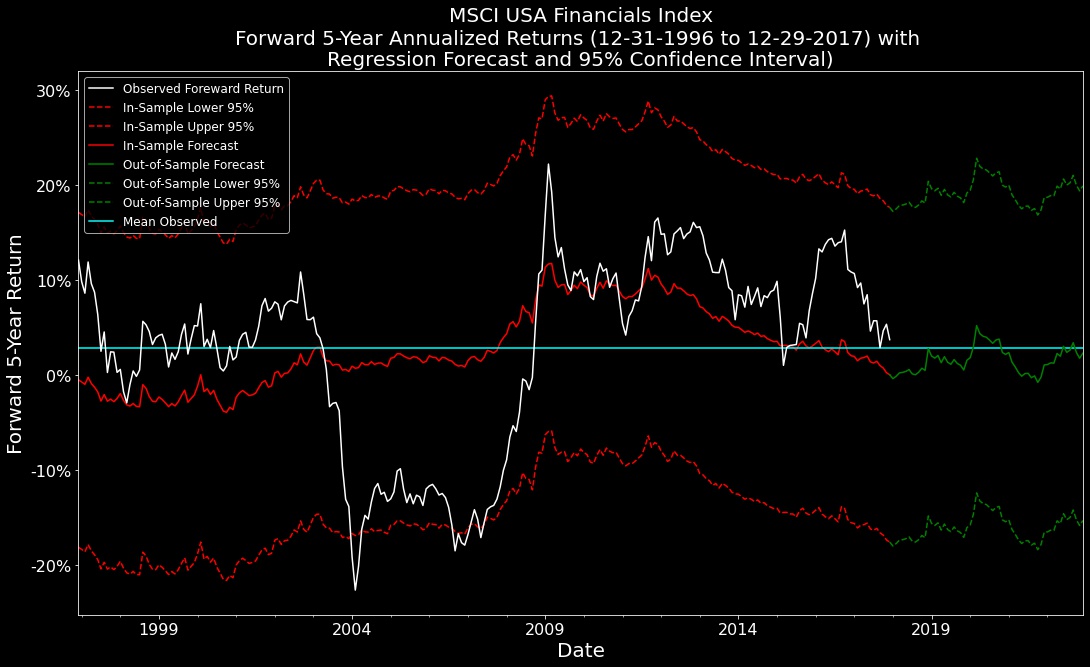 MSCI USA Financials Index
Forward 5-Year Annualized Returns (12-31-1996 to 12-29-2017) with
Regression Forecast and 95% Confidence Interval)
Observed Foreward Return
In-Sample Lower 95%
In-Sample Upper 95%
In-Sample Forecast
Out-of-Sample Forecast
Out-of-Sample Lower 95%
Out-of-Sample Upper 95%
Mean Observed
Forward 5-Year Return
30%
20%
10%
0%
-10%
-20%
1999
2004
2009
2014
2019
Date